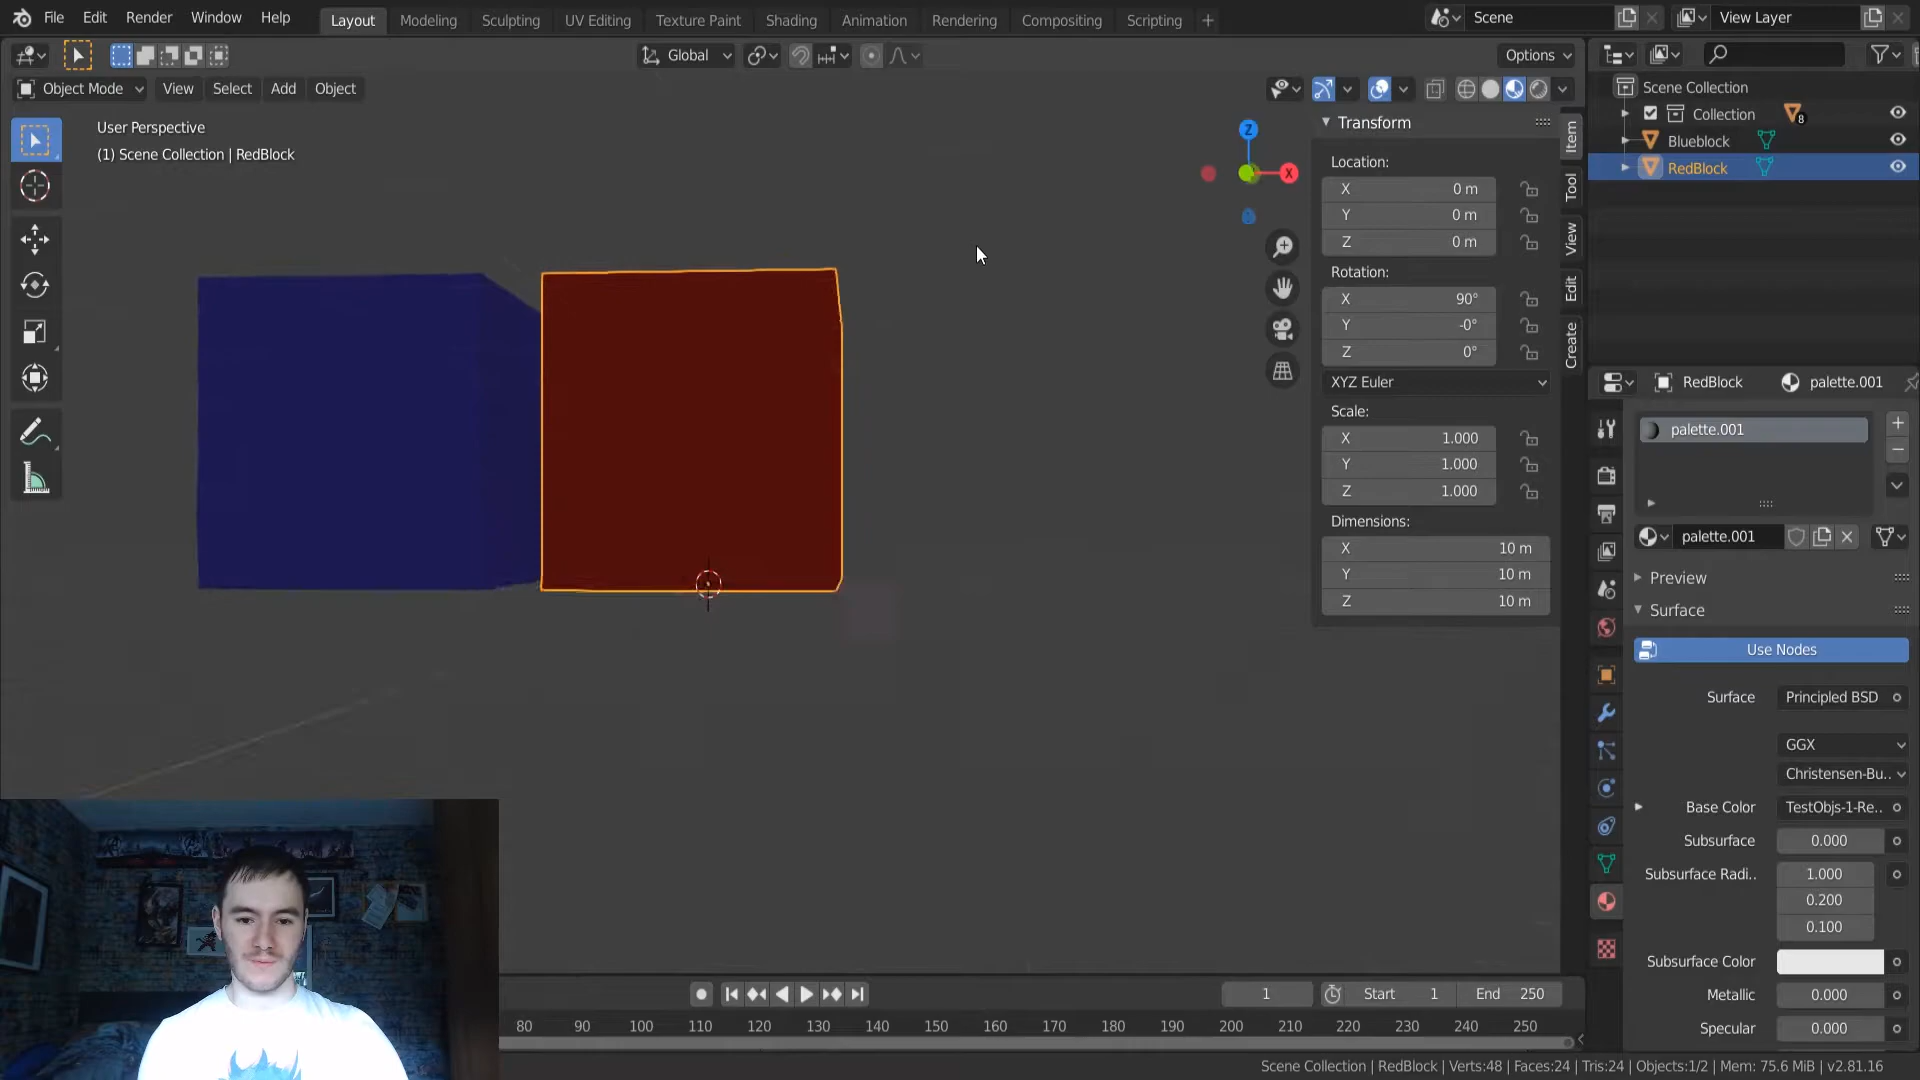 File Edit Render Window Help
Layout Modeling Sculpting UV Editing Texture Paint Shading Animation Rendering Compositing Scripting +
Scene
View Layer
Global
Options
Object Mode View Select Add Object
User Perspective
(1) Scene Collection | RedBlock
Z
X
Transform
Location:
X 0 m
Y 0 m
Z 0 m
Rotation:
X 90°
Y -0°
Z 0°
XYZ Euler
Scale:
X 1.000
Y 1.000
Z 1.000
Dimensions:
X 10 m
Y 10 m
Z 10 m
Item
Tool
View
Edit
Create
Scene Collection
Collection 8
Blueblock
RedBlock
RedBlock palette.001
palette.001
palette.001
Preview
Surface
Use Nodes
Surface Principled BSD
GGX
Christensen-Bu..
Base Color TestObjs-1-Re..
Subsurface 0.000
Subsurface Radi.. 1.000
0.200
0.100
Subsurface Color
Metallic 0.000
Specular 0.000
1 Start 1 End 250
80 90 100 110 120 130 140 150 160 170 180 190 200 210 220 230 240 250
Scene Collection | RedBlock | Verts:48 | Faces:24 | Tris:24 | Objects:1/2 | Mem: 75.6 MiB | v2.81.16